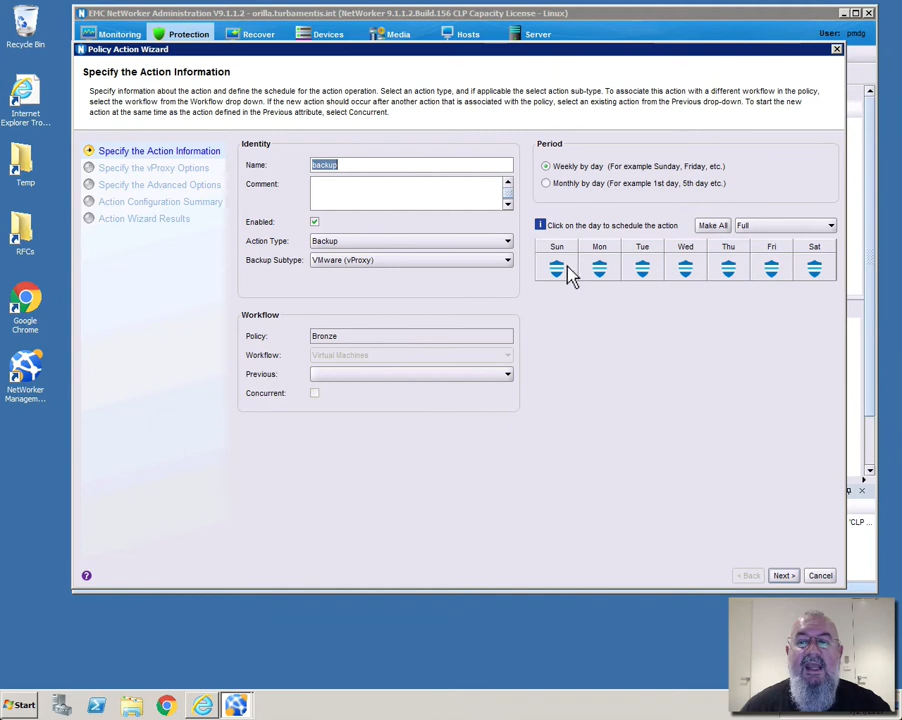 EMC NetWorker Administration V9.1.1.2 - orilla.turbamentis.int (NetWorker 9.1.1.2.Build.156 CLP Capacity License - Linux)
Monitoring Protection Recover Devices Media Hosts Server User: pmdg
Policy Action Wizard
Specify the Action Information
Specify information about the action and define the schedule for the action operation. Select an action type, and if applicable the select action sub-type. To associate this action with a different workflow in the policy,
select the workflow from the Workflow drop down. If the new action should occur after another action that is associated with the policy, select an existing action from the Previous drop-down. To start the new
action at the same time as the action defined in the Previous attribute, select Concurrent.
Specify the Action Information
Specify the vProxy Options
Specify the Advanced Options
Action Configuration Summary
Action Wizard Results
Identity
Name: backup
Comment:
Enabled:
Action Type: Backup
Backup Subtype: VMware (vProxy)
Workflow
Policy: Bronze
Workflow: Virtual Machines
Previous:
Concurrent:
Period
Weekly by day (For example Sunday, Friday, etc.)
Monthly by day (For example 1st day, 5th day etc.)
i Click on the day to schedule the action Make All Full
Sun Mon Tue Wed Thu Fri Sat
< Back Next > Cancel
'CLP ...
Recycle Bin
Internet
Explorer Tro...
Temp
RFCs
Google
Chrome
NetWorker
Managem...
Start